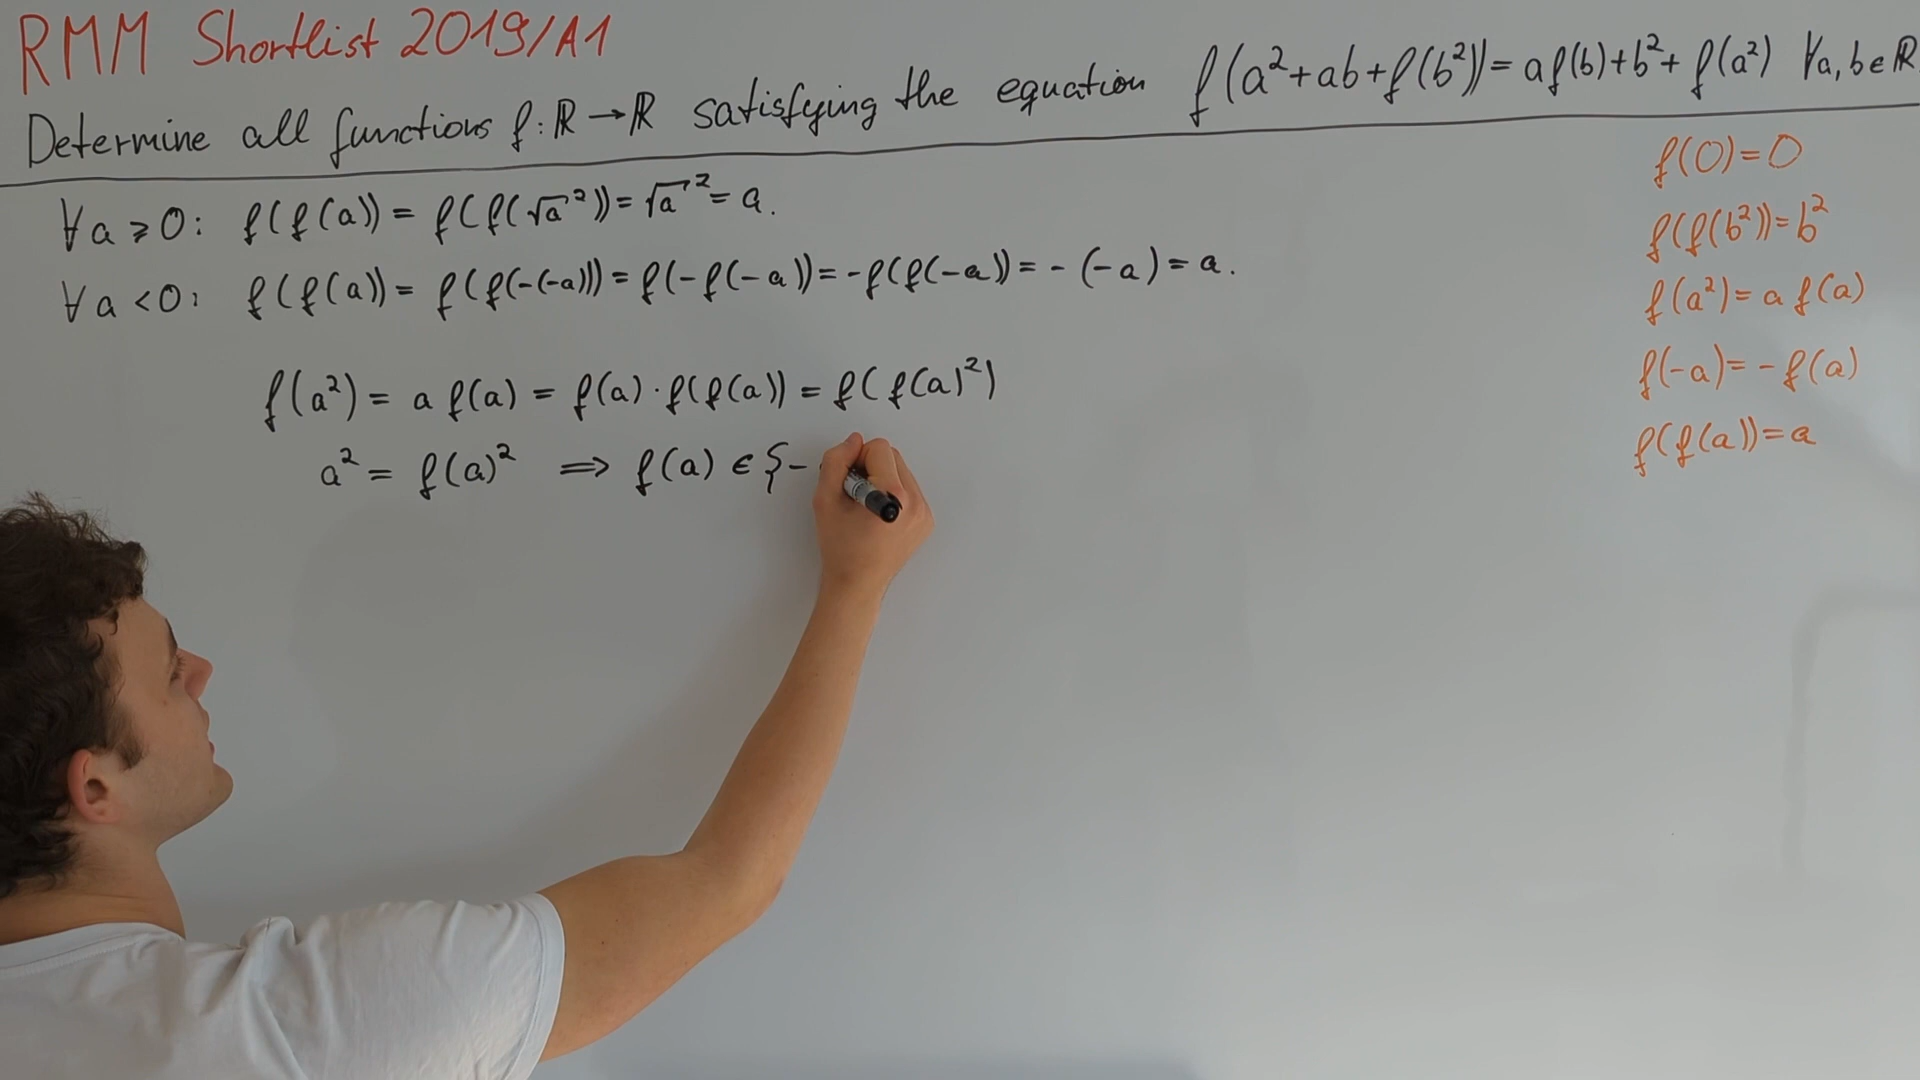 RMM Shortlist 2019/A1
Determine all functions f: ℝ → ℝ satisfying the equation f(a²+ab+f(b²)) = af(b)+b²+f(a²) ∀a, b ∈ ℝ
∀a ≥ 0: f(f(a)) = f(f(√a²)) = √a² = a.
∀a < 0: f(f(a)) = f(f(-(-a))) = f(-f(-a)) = -f(f(-a)) = -(-a) = a.
f(a²) = a f(a) = f(a)·f(f(a)) = f(f(a)²)
a² = f(a)² ⟹ f(a) ∈ {-
f(0) = 0
f(f(b²)) = b²
f(a²) = a f(a)
f(-a) = -f(a)
f(f(a)) = a